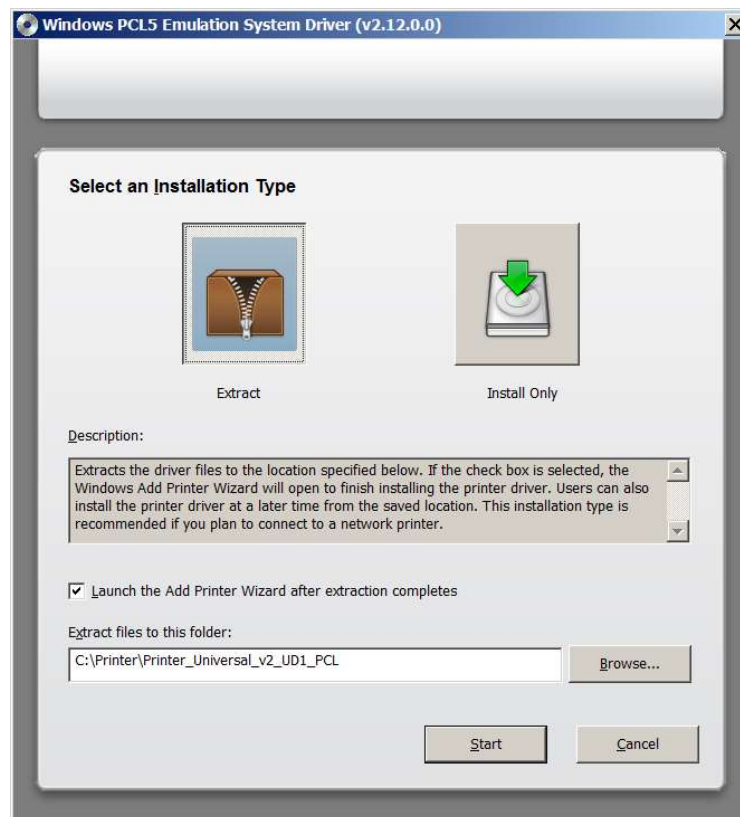 Windows PCL5 Emulation System Driver (v2.12.0.0)
Select an Installation Type
Extract
Install Only
Description:
Extracts the driver files to the location specified below. If the check box is selected, the
Windows Add Printer Wizard will open to finish installing the printer driver. Users can also
install the printer driver at a later time from the saved location. This installation type is
recommended if you plan to connect to a network printer.
Launch the Add Printer Wizard after extraction completes
Extract files to this folder:
C:\Printer\Printer_Universal_v2_UD1_PCL
Browse...
Start
Cancel